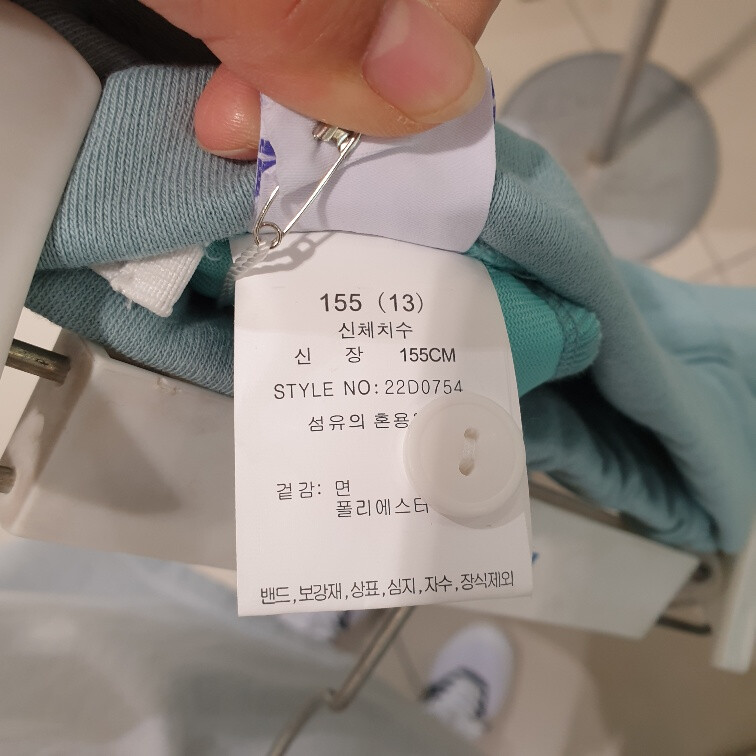 155 (13)
신체치수
신 장 155CM
STYLE NO: 22D0754
섬유의
겉감: 면
폴리에스터
밴드,보강재,상표,심지,자수,장식제외